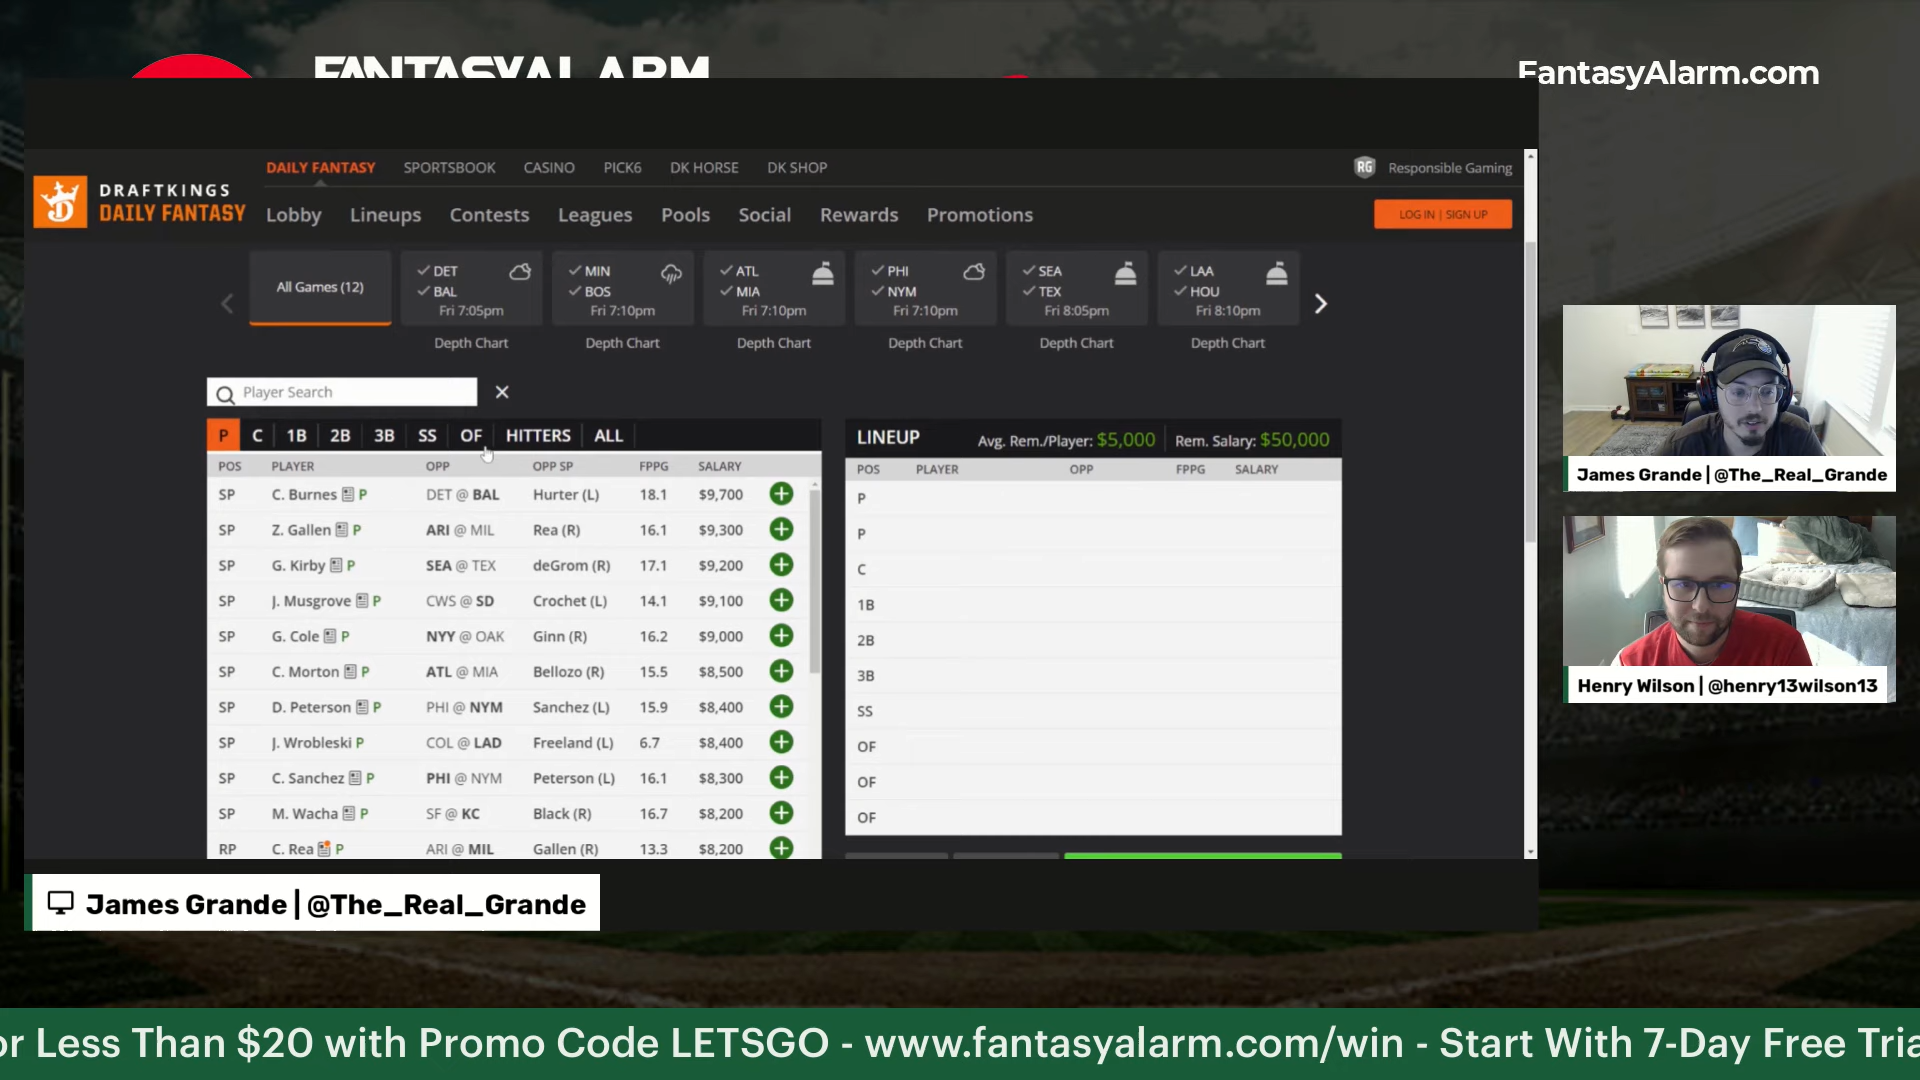 FANTASYALARM
FantasyAlarm.com
DAILY FANTASY SPORTSBOOK CASINO PICK6 DK HORSE DK SHOP
RG Responsible Gaming
DRAFTKINGS
DAILY FANTASY
Lobby Lineups Contests Leagues Pools Social Rewards Promotions
LOG IN | SIGN UP
All Games (12)
DET
BAL
Fri 7:05pm
Depth Chart
MIN
BOS
Fri 7:10pm
Depth Chart
ATL
MIA
Fri 7:10pm
Depth Chart
PHI
NYM
Fri 7:10pm
Depth Chart
SEA
TEX
Fri 8:05pm
Depth Chart
LAA
HOU
Fri 8:10pm
Depth Chart
Player Search
P C 1B 2B 3B SS OF HITTERS ALL
POS PLAYER OPP OPP SP FPPG SALARY
SP C. Burnes P DET @ BAL Hurter (L) 18.1 $9,700
SP Z. Gallen P ARI @ MIL Rea (R) 16.1 $9,300
SP G. Kirby P SEA @ TEX deGrom (R) 17.1 $9,200
SP J. Musgrove P CWS @ SD Crochet (L) 14.1 $9,100
SP G. Cole P NYY @ OAK Ginn (R) 16.2 $9,000
SP C. Morton P ATL @ MIA Bellozo (R) 15.5 $8,500
SP D. Peterson P PHI @ NYM Sanchez (L) 15.9 $8,400
SP J. Wrobleski P COL @ LAD Freeland (L) 6.7 $8,400
SP C. Sanchez P PHI @ NYM Peterson (L) 16.1 $8,300
SP M. Wacha P SF @ KC Black (R) 16.7 $8,200
RP C. Rea P ARI @ MIL Gallen (R) 13.3 $8,200
LINEUP Avg. Rem./Player: $5,000 Rem. Salary: $50,000
POS PLAYER OPP FPPG SALARY
P
P
C
1B
2B
3B
SS
OF
OF
OF
James Grande | @The_Real_Grande
Henry Wilson | @henry13wilson13
James Grande | @The_Real_Grande
or Less Than $20 with Promo Code LETSGO - www.fantasyalarm.com/win - Start With 7-Day Free Tria